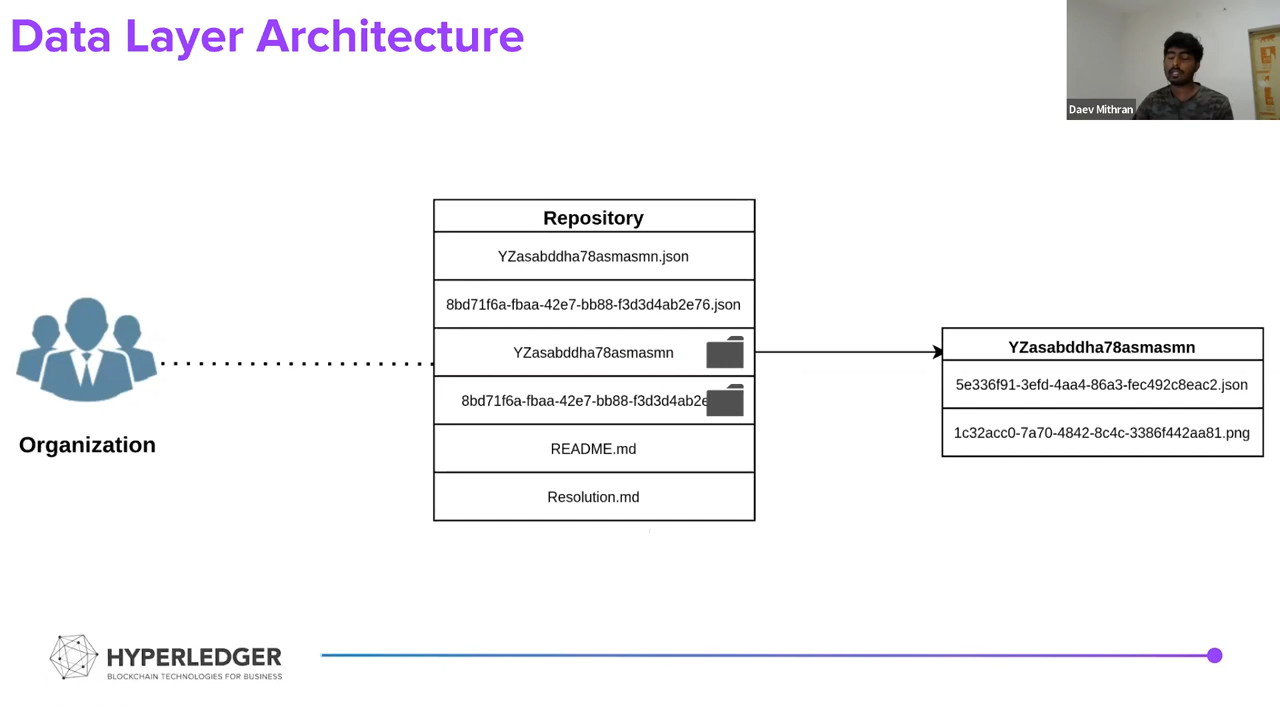 Data Layer Architecture
Daev Mithran
Repository
YZasabddha78asmasmn.json
8bd71f6a-fbaa-42e7-bb88-f3d3d4ab2e76.json
YZasabddha78asmasmn
8bd71f6a-fbaa-42e7-bb88-f3d3d4ab2e
README.md
Resolution.md
YZasabddha78asmasmn
5e336f91-3efd-4aa4-86a3-fec492c8eac2.json
1c32acc0-7a70-4842-8c4c-3386f442aa81.png
Organization
HYPERLEDGER
BLOCKCHAIN TECHNOLOGIES FOR BUSINESS